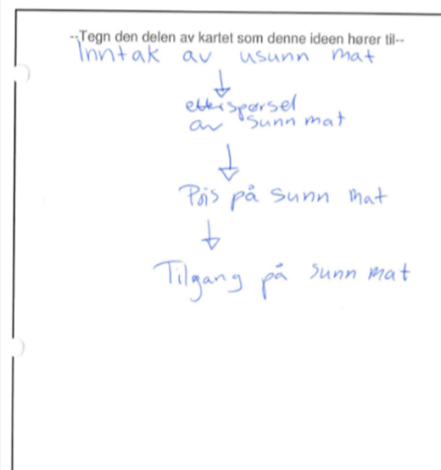 --Tegn den delen av kartet som denne ideen hører til--
Inntak av usunn mat
etterspørsel
av sunn mat
Pris på sunn mat
Tilgang på sunn mat